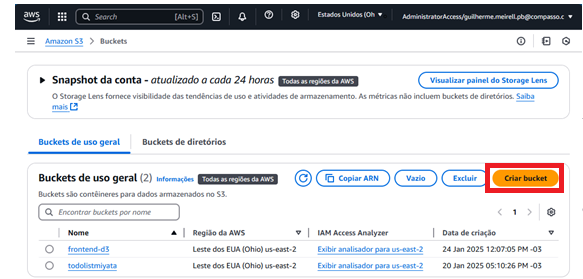 aws
Search [Alt+S] Estados Unidos (Oh AdministratorAccess/guilherme.meirell.pb@compasso.c
Amazon S3 > Buckets
Snapshot da conta - atualizado a cada 24 horas Todas as regiões da AWS Visualizar painel do Storage Lens
O Storage Lens fornece visibilidade das tendências de uso e atividades de armazenamento. As métricas não incluem buckets de diretórios. Saiba
mais
Buckets de uso geral Buckets de diretórios
Buckets de uso geral (2) Informações Todas as regiões da AWS Copiar ARN Vazio Excluir Criar bucket
Buckets são contêineres para dados armazenados no S3.
Encontrar buckets por nome 1
Nome Região da AWS IAM Access Analyzer Data de criação
frontend-d3 Leste dos EUA (Ohio) us-east-2 Exibir analisador para us-east-2 24 Jan 2025 12:07:05 PM -03
todolistmiyata Leste dos EUA (Ohio) us-east-2 Exibir analisador para us-east-2 20 Jan 2025 05:10:26 PM -03